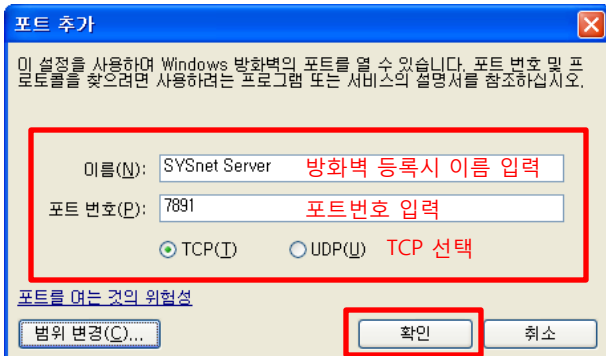 포트 추가
이 설정을 사용하여 Windows 방화벽의 포트를 열 수 있습니다. 포트 번호 및 프
로토콜을 찾으려면 사용하려는 프로그램 또는 서비스의 설명서를 참조하십시오.
이름(N): SYSnet Server 방화벽 등록시 이름 입력
포트 번호(P): 7891 포트번호 입력
TCP(T) UDP(U) TCP 선택
포트를 여는 것의 위험성
범위 변경(C)... 확인 취소